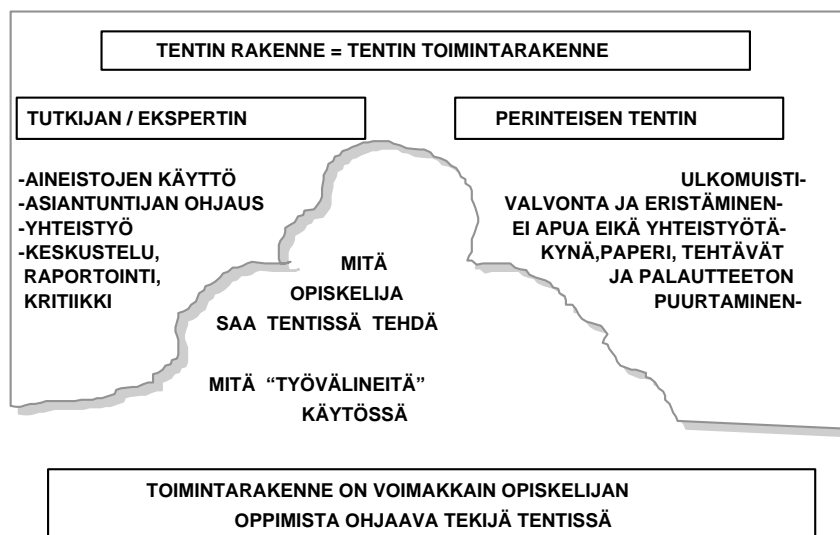 TENTIN RAKENNE = TENTIN TOIMINTARAKENNE
TUTKIJAN / EKSPERTIN
-AINEISTOJEN KÄYTTÖ
-ASIANTUNTIJAN OHJAUS
-YHTEISTYÖ
-KESKUSTELU,
RAPORTOINTI,
KRITIIKKI
PERINTEISEN TENTIN
ULKOMUISTI-
VALVONTA JA ERISTÄMINEN-
EI APUA EIKÄ YHTEISTYÖTÄ-
KYNÄ,PAPERI, TEHTÄVÄT
JA PALAUTTEETON
PUURTAMINEN-
MITÄ
OPISKELIJA
SAA TENTISSÄ TEHDÄ
MITÄ “TYÖVÄLINEITÄ”
KÄYTÖSSÄ
TOIMINTARAKENNE ON VOIMAKKAIN OPISKELIJAN
OPPIMISTA OHJAAVA TEKIJÄ TENTISSÄ